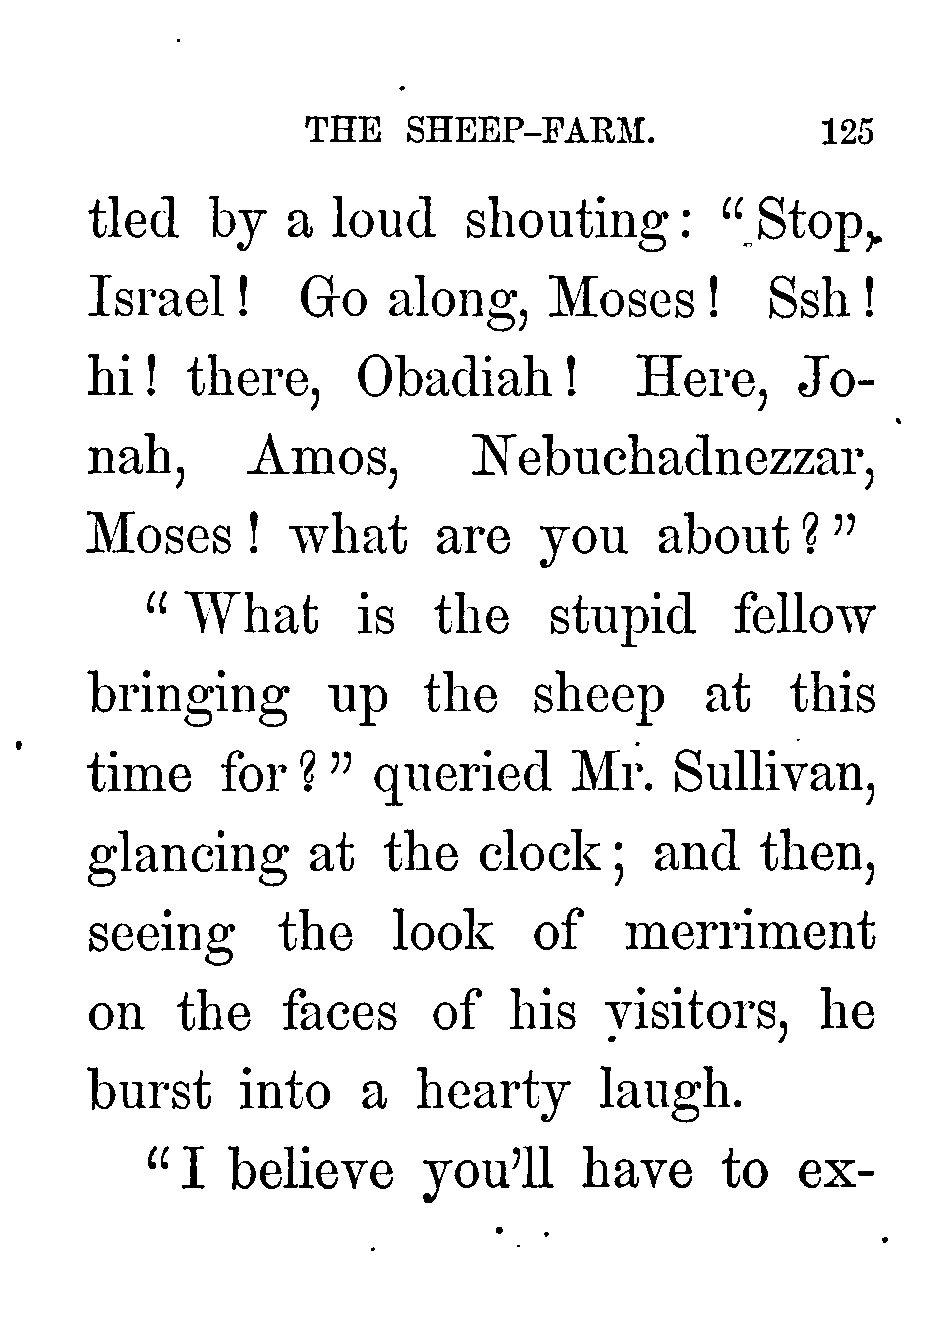 THE SHEEP-FARM. 125
tled by a loud shouting: "Stop,
Israel! Go along, Moses! Ssh!
hi! there, Obadiah! Here, Jo-
nah, Amos, Nebuchadnezzar,
Moses! what are you about?"
"What is the stupid fellow
bringing up the sheep at this
time for?" queried Mr. Sullivan,
glancing at the clock; and then,
seeing the look of merriment
on the faces of his visitors, he
burst into a hearty laugh.
"I believe you'll have to ex-